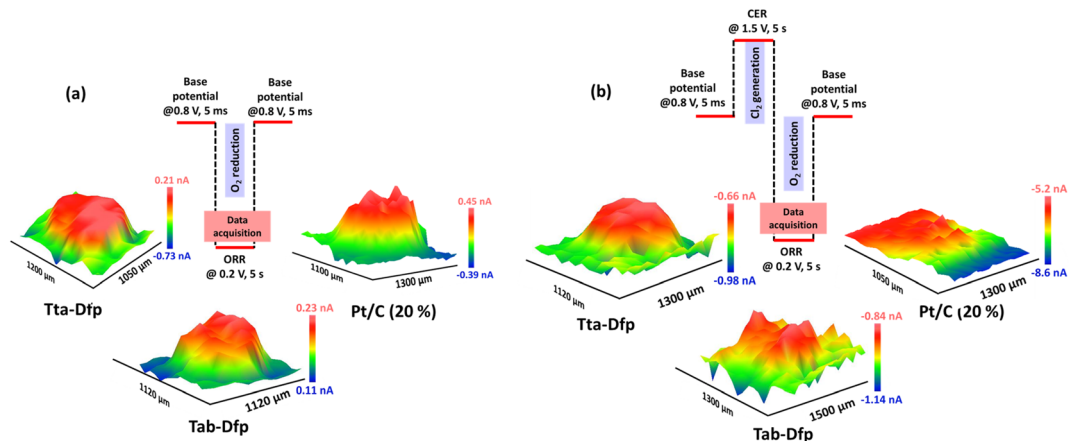 (a)
Base
potential
@0.8 V, 5 ms
Base
potential
@0.8 V, 5 ms
O₂ reduction
Data
acquisition
ORR
@ 0.2 V, 5 s
0.21 nA
-0.73 nA
1200 μm
1050 μm
Tta-Dfp
0.45 nA
-0.39 nA
1100 μm
1300 μm
Pt/C (20 %)
0.23 nA
0.11 nA
1120 μm
1120 μm
Tab-Dfp
(b)
CER
@ 1.5 V, 5 s
Base
potential
@0.8 V, 5 ms
Cl₂ generation
Base
potential
@0.8 V, 5 ms
O₂ reduction
Data
acquisition
ORR
@ 0.2 V, 5 s
-0.66 nA
-0.98 nA
1120 μm
1300 μm
Tta-Dfp
-5.2 nA
-8.6 nA
1050 μm
1300 μm
Pt/C (20 %)
-0.84 nA
-1.14 nA
1300 μm
1500 μm
Tab-Dfp